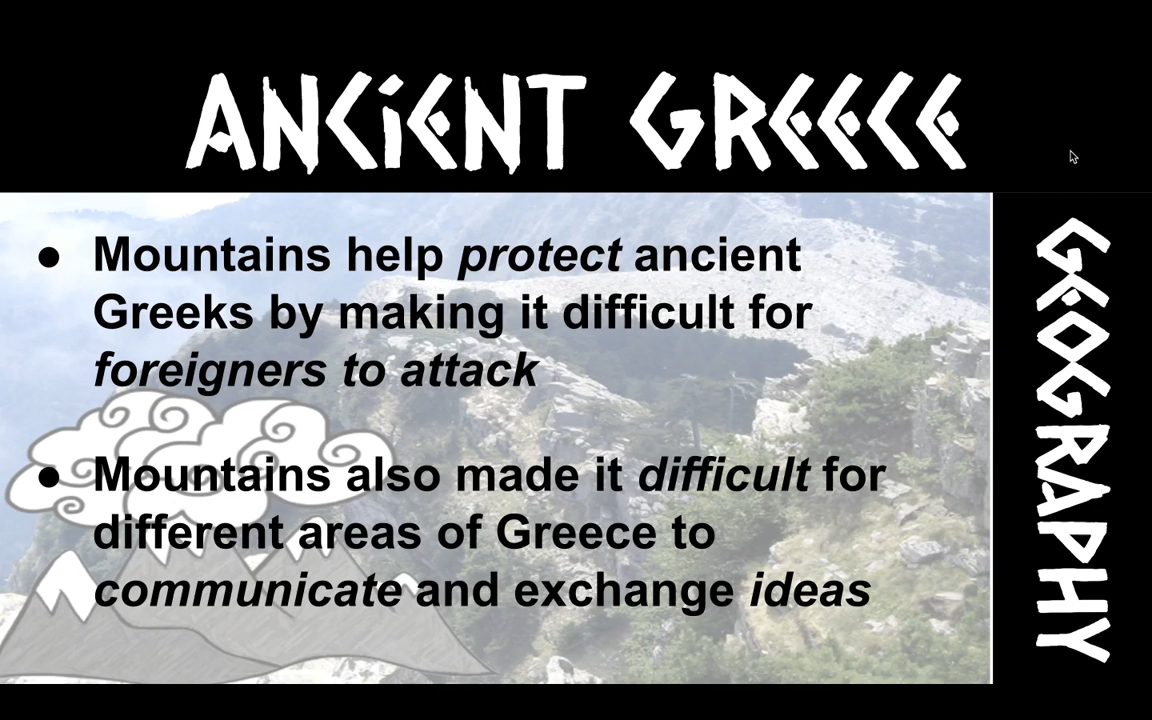 ANCiENT GREECE
● Mountains help protect ancient
Greeks by making it difficult for
foreigners to attack
● Mountains also made it difficult for
different areas of Greece to
communicate and exchange ideas
GEOGRAPHY